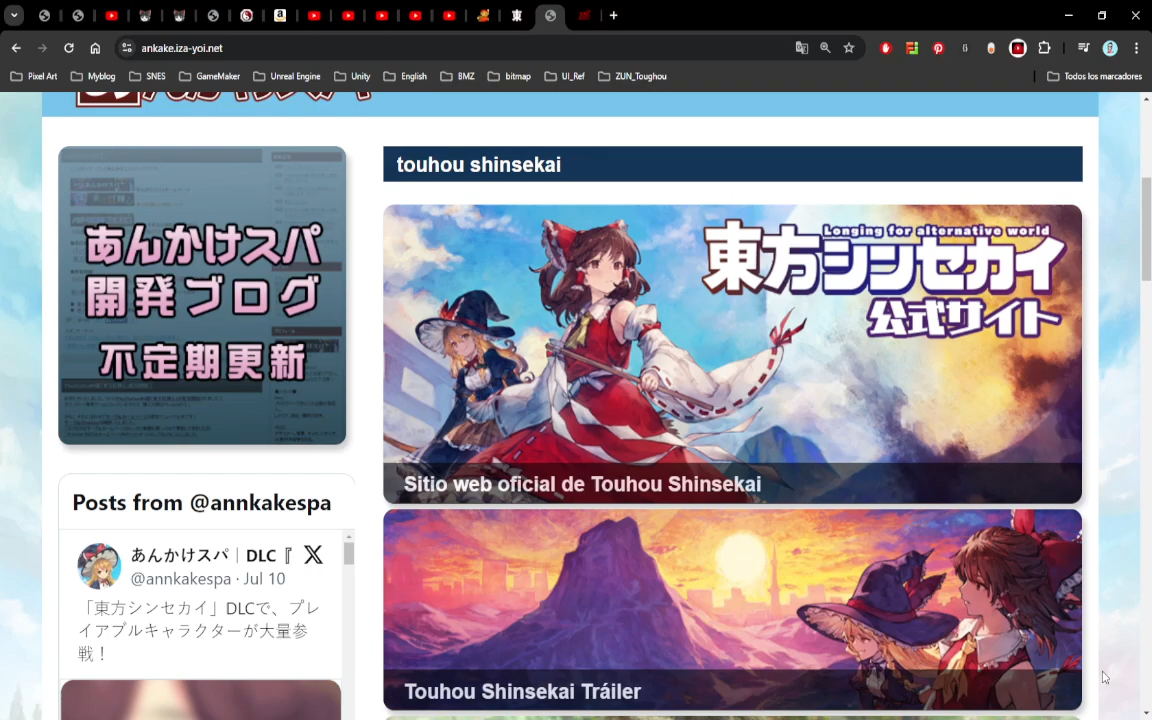 ankake.iza-yoi.net
Pixel Art
Myblog
SNES
GameMaker
Unreal Engine
Unity
English
BMZ
bitmap
UI_Ref
ZUN_Toughou
Todos los marcadores
あんかけスパ
開発ブログ
不定期更新
touhou shinsekai
Longing for alternative world
東方シンセカイ
公式サイト
Sitio web oficial de Touhou Shinsekai
Touhou Shinsekai Tráiler
Posts from @annkakespa
あんかけスパ｜DLC『
@annkakespa · Jul 10
「東方シンセカイ」DLCで、プレ
イアブルキャラクターが大量参
戦！